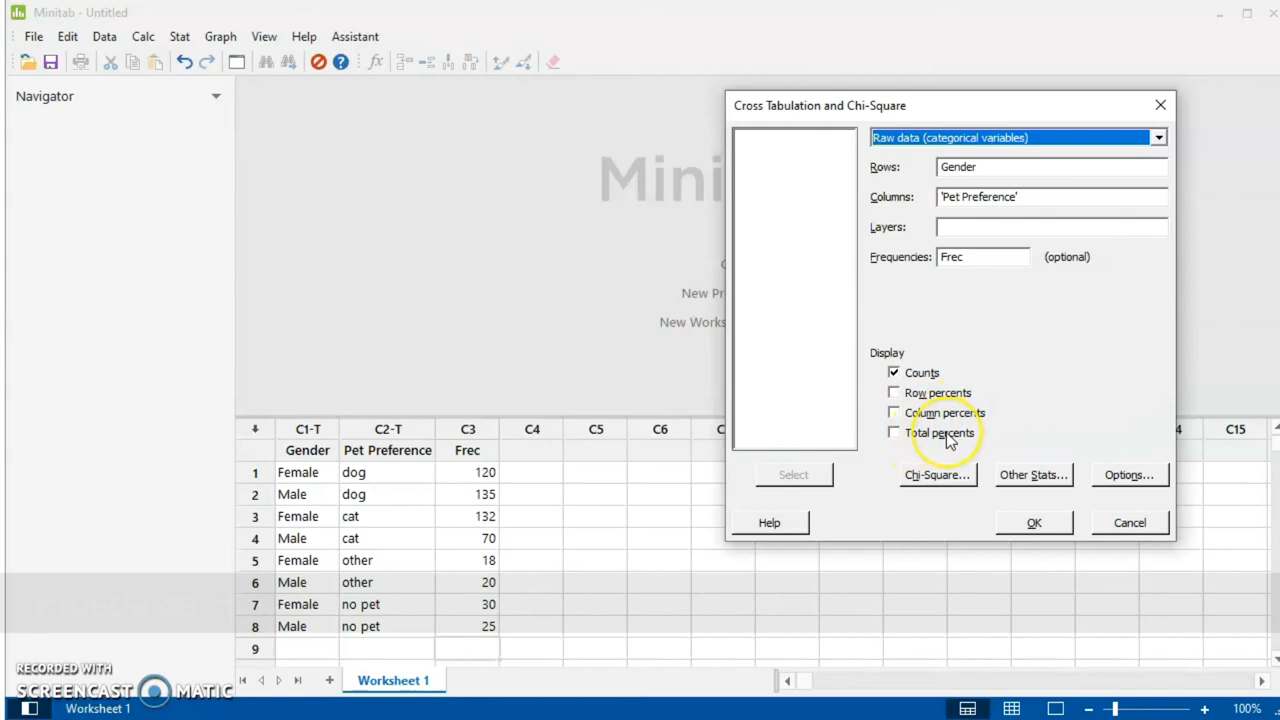 Minitab - Untitled
File Edit Data Calc Stat Graph View Help Assistant
fx
Navigator
Mini
New Pr
New Works
Cross Tabulation and Chi-Square
Raw data (categorical variables)
Rows: Gender
Columns: 'Pet Preference'
Layers:
Frequencies: Frec (optional)
Display
Counts
Row percents
Column percents
Total percents
Select Chi-Square... Other Stats... Options...
Help OK Cancel
C1-T C2-T C3 C4 C5 C6 C 4 C15
Gender Pet Preference Frec
1 Female dog 120
2 Male dog 135
3 Female cat 132
4 Male cat 70
5 Female other 18
6 Male other 20
7 Female no pet 30
8 Male no pet 25
9
Worksheet 1
RECORDED WITH
SCREENCAST MATIC
Worksheet 1 100%